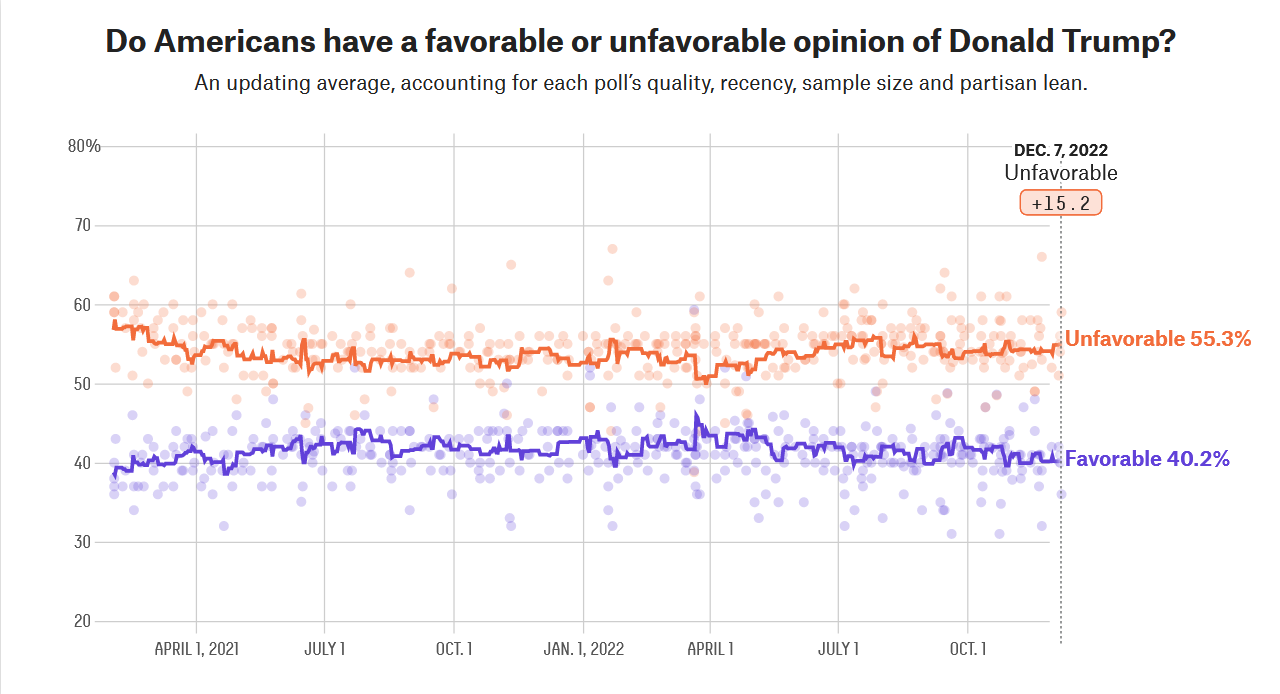 Do Americans have a favorable or unfavorable opinion of Donald Trump?
An updating average, accounting for each poll’s quality, recency, sample size and partisan lean.
80%
DEC. 7, 2022
Unfavorable
+15.2
70
60
Unfavorable 55.3%
50
40
Favorable 40.2%
30
20
APRIL 1, 2021 JULY 1 OCT. 1 JAN. 1, 2022 APRIL 1 JULY 1 OCT. 1